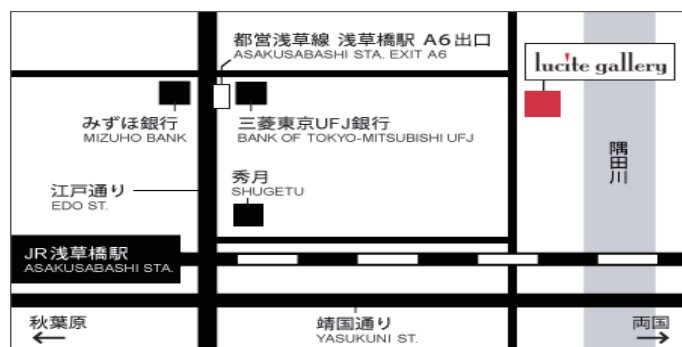 都営浅草線 浅草橋駅 A6出口
ASAKUSABASHI STA. EXIT A6
lucite gallery
みずほ銀行
MIZUHO BANK
三菱東京UFJ銀行
BANK OF TOKYO-MITSUBISHI UFJ
隅田川
江戸通り
EDO ST.
秀月
SHUGETU
JR浅草橋駅
ASAKUSABASHI STA.
秋葉原
靖国通り
YASUKUNI ST.
両国